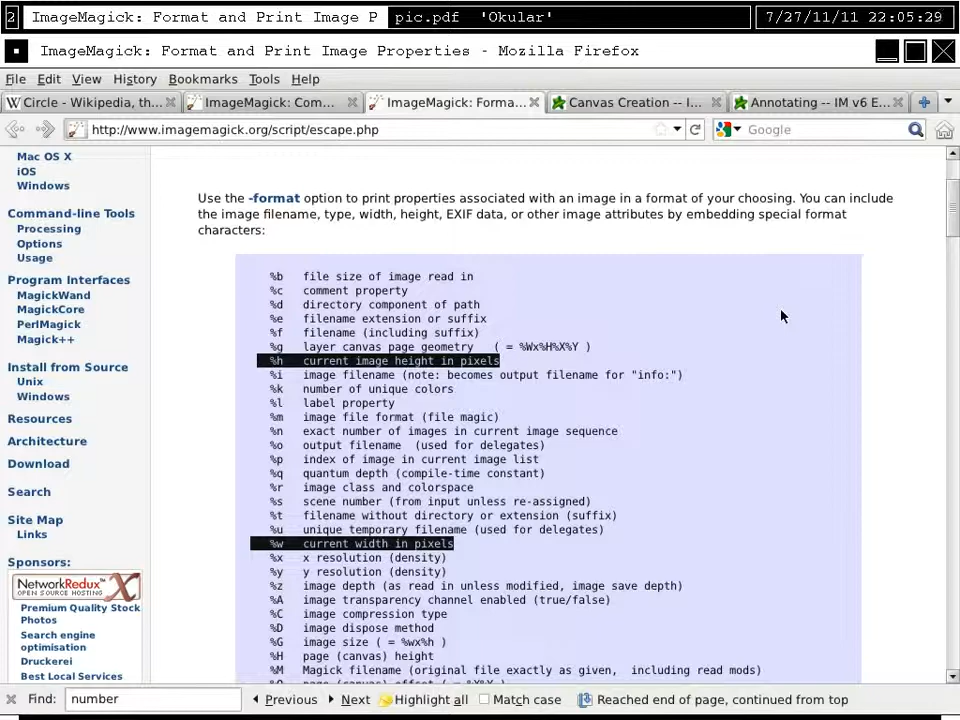 2 ImageMagick: Format and Print Image P pic.pdf 'Okular' 7/27/11/11 22:05:29
ImageMagick: Format and Print Image Properties - Mozilla Firefox
File Edit View History Bookmarks Tools Help
W Circle - Wikipedia, th... ImageMagick: Com... ImageMagick: Forma... Canvas Creation -- I... Annotating -- IM v6 E...
http://www.imagemagick.org/script/escape.php Google
Mac OS X
iOS
Windows
Command-line Tools
Processing
Options
Usage
Program Interfaces
MagickWand
MagickCore
PerlMagick
Magick++
Install from Source
Unix
Windows
Resources
Architecture
Download
Search
Site Map
Links
Sponsors:
NetworkRedux
OPEN SOURCE HOSTING
Premium Quality Stock
Photos
Search engine
optimisation
Druckerei
Best Local Services
Use the -format option to print properties associated with an image in a format of your choosing. You can include
the image filename, type, width, height, EXIF data, or other image attributes by embedding special format
characters:
%b file size of image read in
%c comment property
%d directory component of path
%e filename extension or suffix
%f filename (including suffix)
%g layer canvas page geometry ( = %Wx%H%X%Y )
%h current image height in pixels
%i image filename (note: becomes output filename for "info:")
%k number of unique colors
%l label property
%m image file format (file magic)
%n exact number of images in current image sequence
%o output filename (used for delegates)
%p index of image in current image list
%q quantum depth (compile-time constant)
%r image class and colorspace
%s scene number (from input unless re-assigned)
%t filename without directory or extension (suffix)
%u unique temporary filename (used for delegates)
%w current width in pixels
%x x resolution (density)
%y y resolution (density)
%z image depth (as read in unless modified, image save depth)
%A image transparency channel enabled (true/false)
%C image compression type
%D image dispose method
%G image size ( = %wx%h )
%H page (canvas) height
%M Magick filename (original file exactly as given, including read mods)
%O page (canvas) offset ( = %X%Y )
Find: number Previous Next Highlight all Match case Reached end of page, continued from top